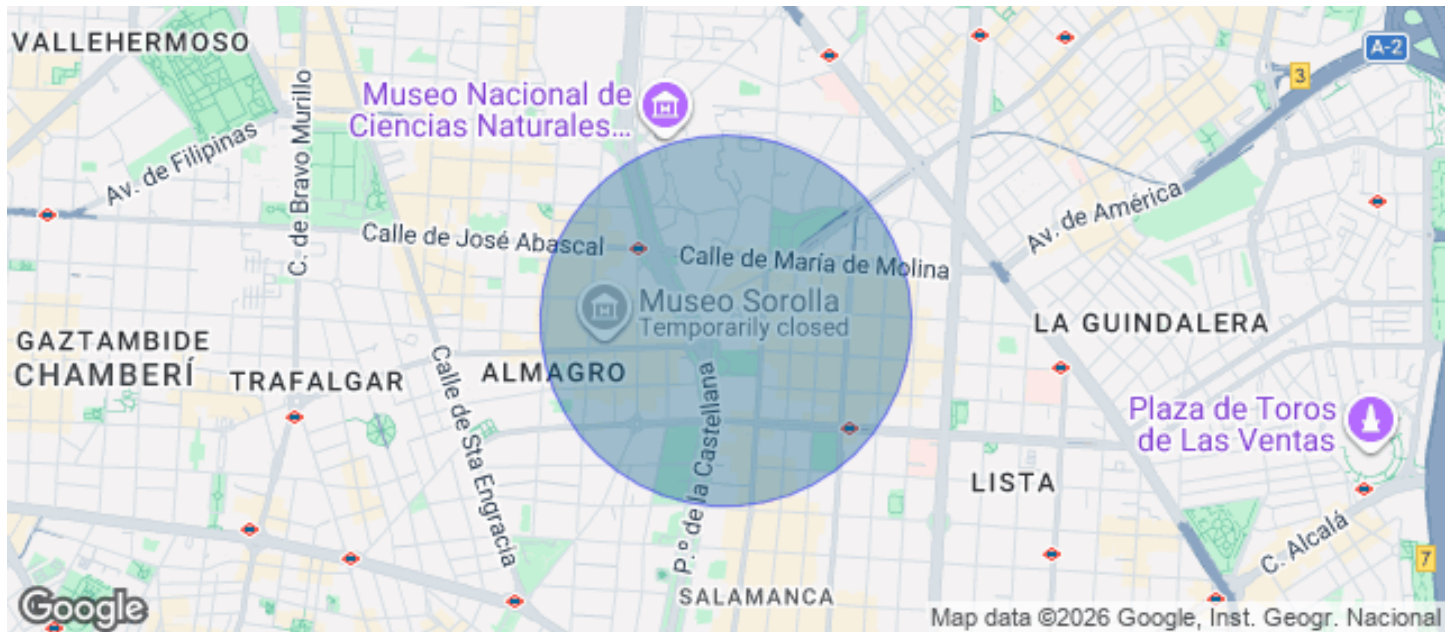 VALLEHERMOSO
A-2
3
Museo Nacional de
Ciencias Naturales...
Av. de Filipinas
C. de Bravo Murillo
Av. de América
Calle de José Abascal
Calle de María de Molina
Museo Sorolla
Temporarily closed
LA GUINDALERA
GAZTAMBIDE
CHAMBERÍ
TRAFALGAR
ALMAGRO
Calle de Sta Engracia
P.º de la Castellana
Plaza de Toros
de Las Ventas
LISTA
C. Alcalá
7
SALAMANCA
Google
Map data ©2026 Google, Inst. Geogr. Nacional